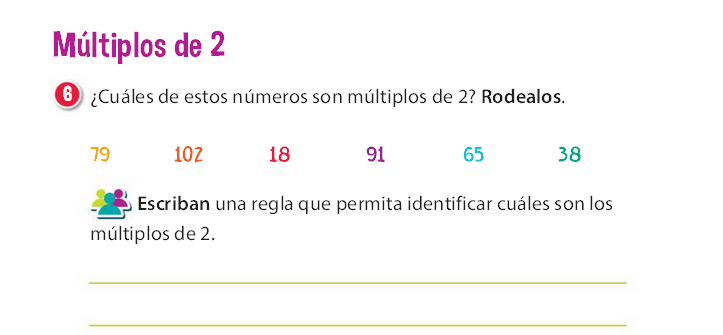 Múltiplos de 2
6 ¿Cuáles de estos números son múltiplos de 2? Rodealos.
79 102 18 91 65 38
Escriban una regla que permita identificar cuáles son los
múltiplos de 2.